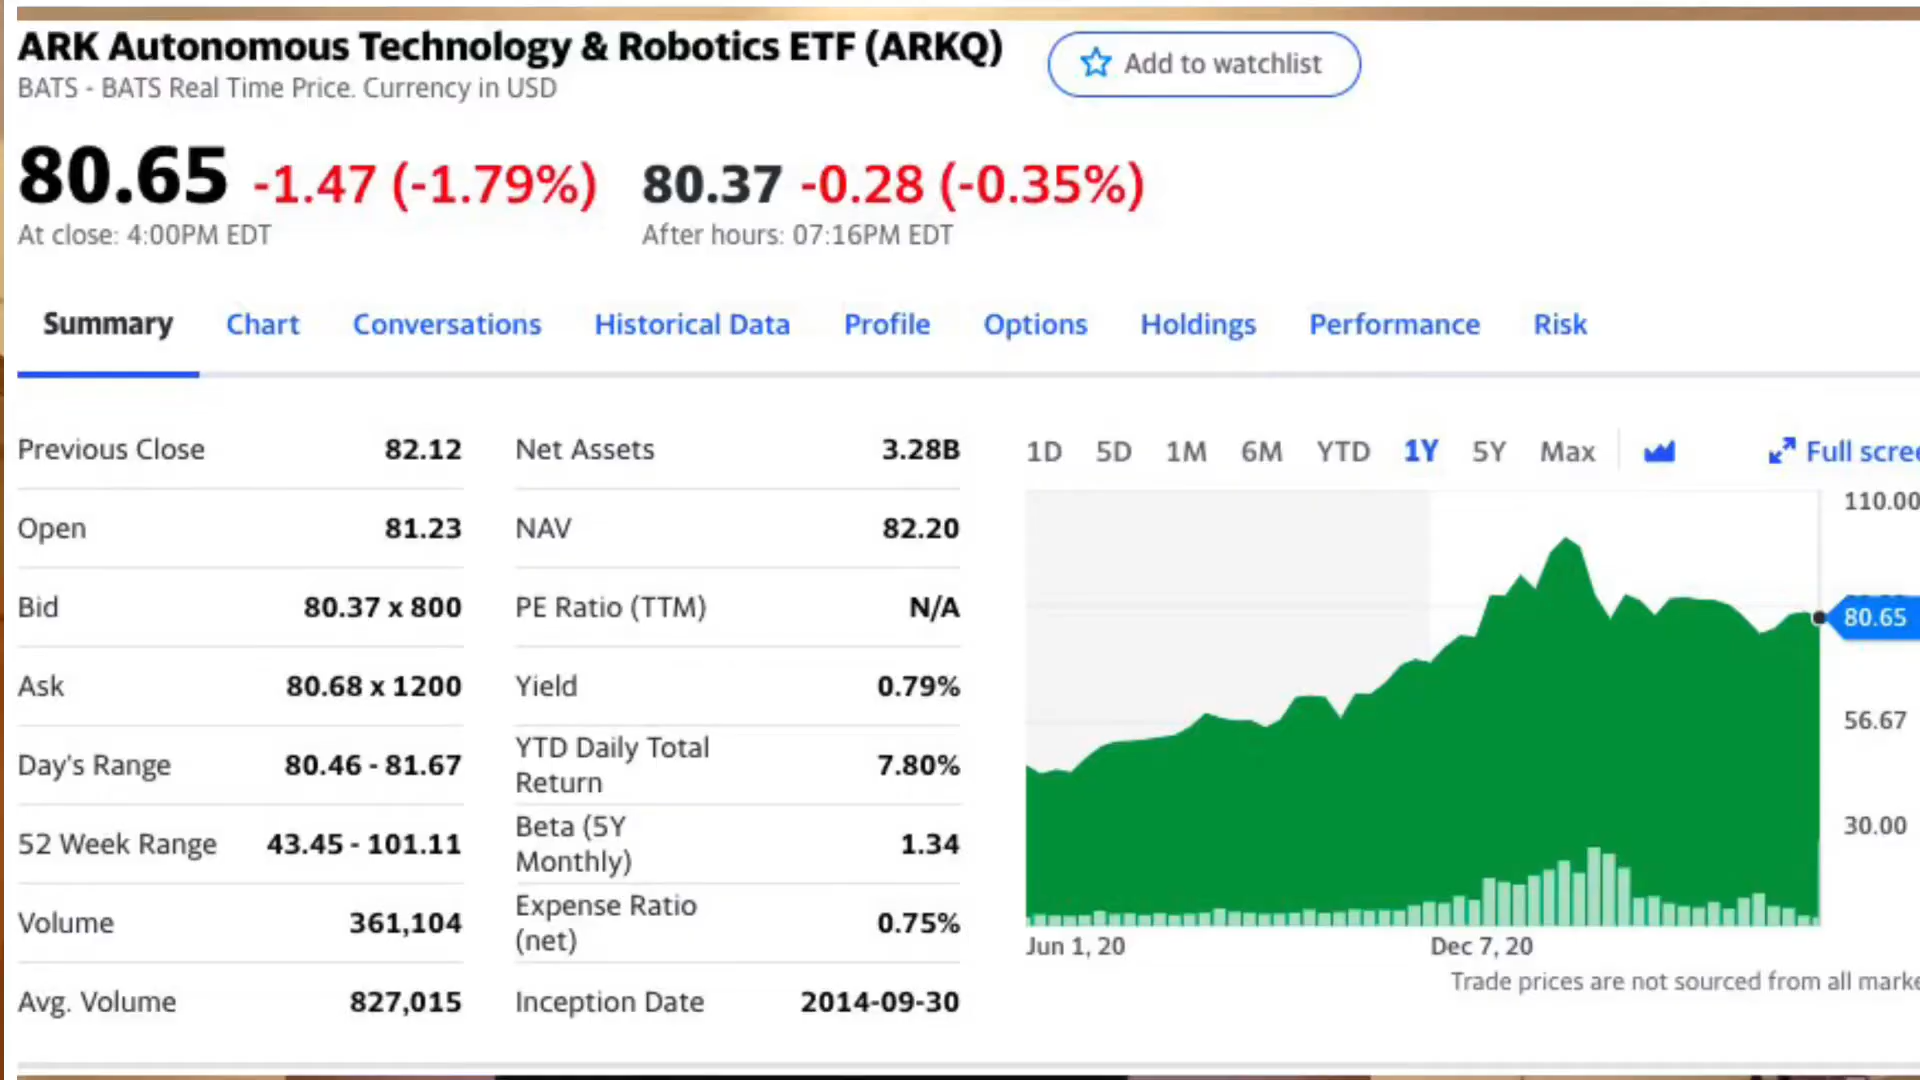 ARK Autonomous Technology & Robotics ETF (ARKQ)
Add to watchlist
BATS - BATS Real Time Price. Currency in USD
80.65 -1.47 (-1.79%) 80.37 -0.28 (-0.35%)
At close: 4:00PM EDT After hours: 07:16PM EDT
Summary Chart Conversations Historical Data Profile Options Holdings Performance Risk
Previous Close 82.12
Open 81.23
Bid 80.37 x 800
Ask 80.68 x 1200
Day's Range 80.46 - 81.67
52 Week Range 43.45 - 101.11
Volume 361,104
Avg. Volume 827,015
Net Assets 3.28B
NAV 82.20
PE Ratio (TTM) N/A
Yield 0.79%
YTD Daily Total
Return 7.80%
Beta (5Y
Monthly) 1.34
Expense Ratio
(net) 0.75%
Inception Date 2014-09-30
1D 5D 1M 6M YTD 1Y 5Y Max Full scree
110.00
80.65
56.67
30.00
Jun 1, 20 Dec 7, 20
Trade prices are not sourced from all marke